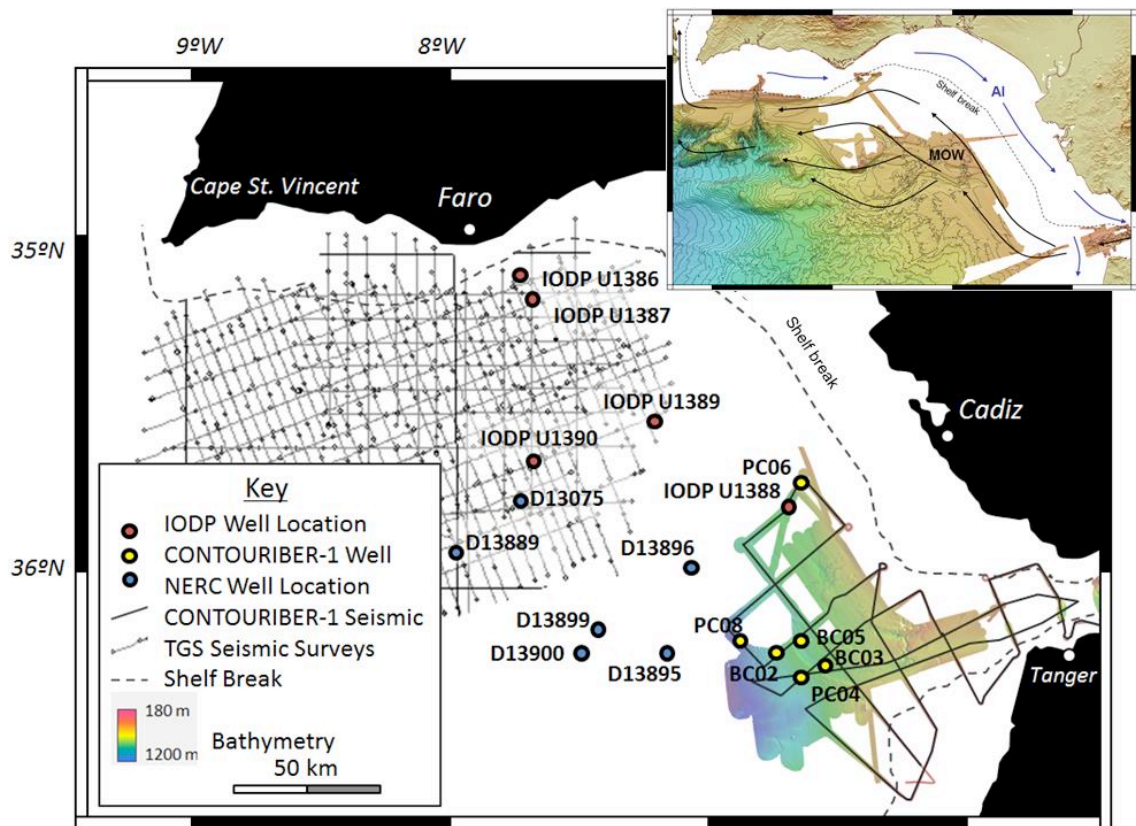 9ºW
8ºW
Shelf break
AI
MOW
Cape St. Vincent
Faro
35ºN
IODP U1386
IODP U1387
Shelf break
IODP U1389
Cadiz
IODP U1390
PC06
IODP U1388
D13075
D13889
36ºN
D13896
D13899
PC08
BC05
D13900
D13895
BC02
BC03
PC04
Tanger
Key
IODP Well Location
CONTOURIBER-1 Well
NERC Well Location
CONTOURIBER-1 Seismic
TGS Seismic Surveys
Shelf Break
180 m
1200 m
Bathymetry
50 km